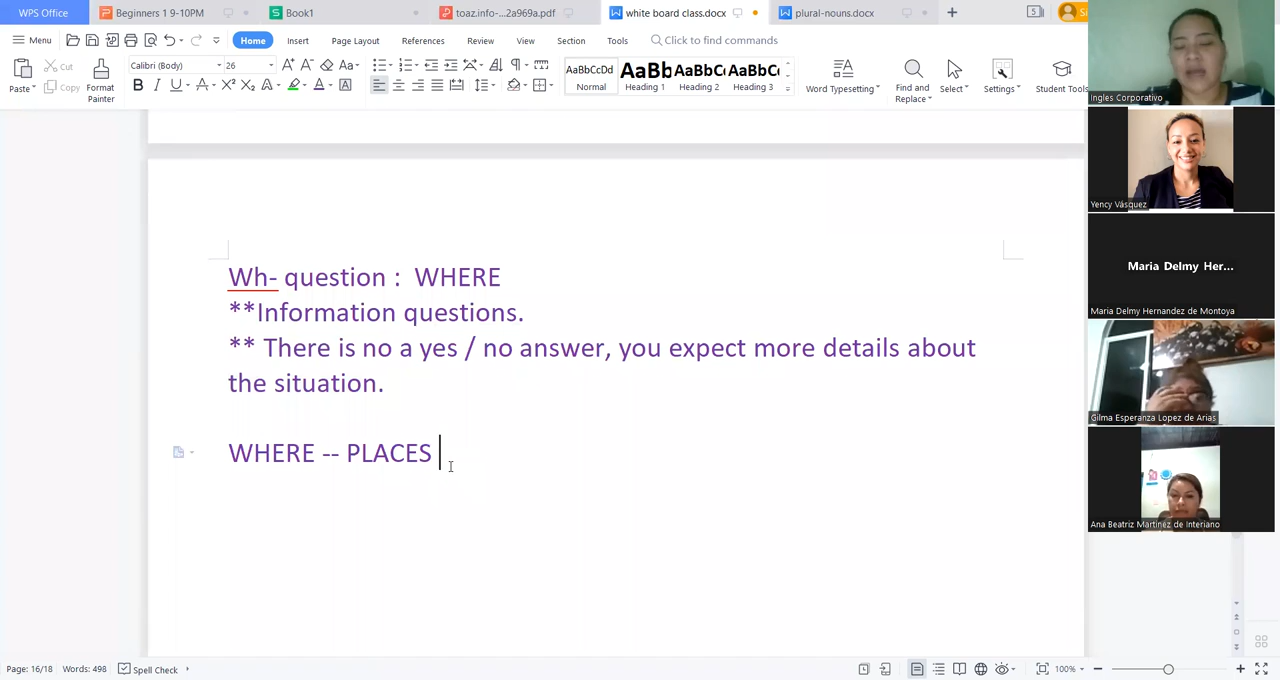 WPS Office
Beginners 1 9-10PM
Book1
toaz.info-...2a969a.pdf
white board class.docx
plural-nouns.docx
Menu
Home
Insert
Page Layout
References
Review
View
Section
Tools
Click to find commands
Paste
Cut
Copy
Format Painter
Calibri (Body)
26
AaBbCcDd
Normal
AaBb
Heading 1
AaBbC
Heading 2
AaBbC
Heading 3
Word Typesetting
Find and Replace
Select
Settings
Student Tools
Ingles Corporativo
Yency Vásquez
Maria Delmy Her...
Maria Delmy Hernandez de Montoya
Gilma Esperanza Lopez de Arias
Ana Beatriz Martinez de Interiano
Wh- question : WHERE
**Information questions.
** There is no a yes / no answer, you expect more details about
the situation.
WHERE -- PLACES
Page: 16/18
Words: 498
Spell Check
100%